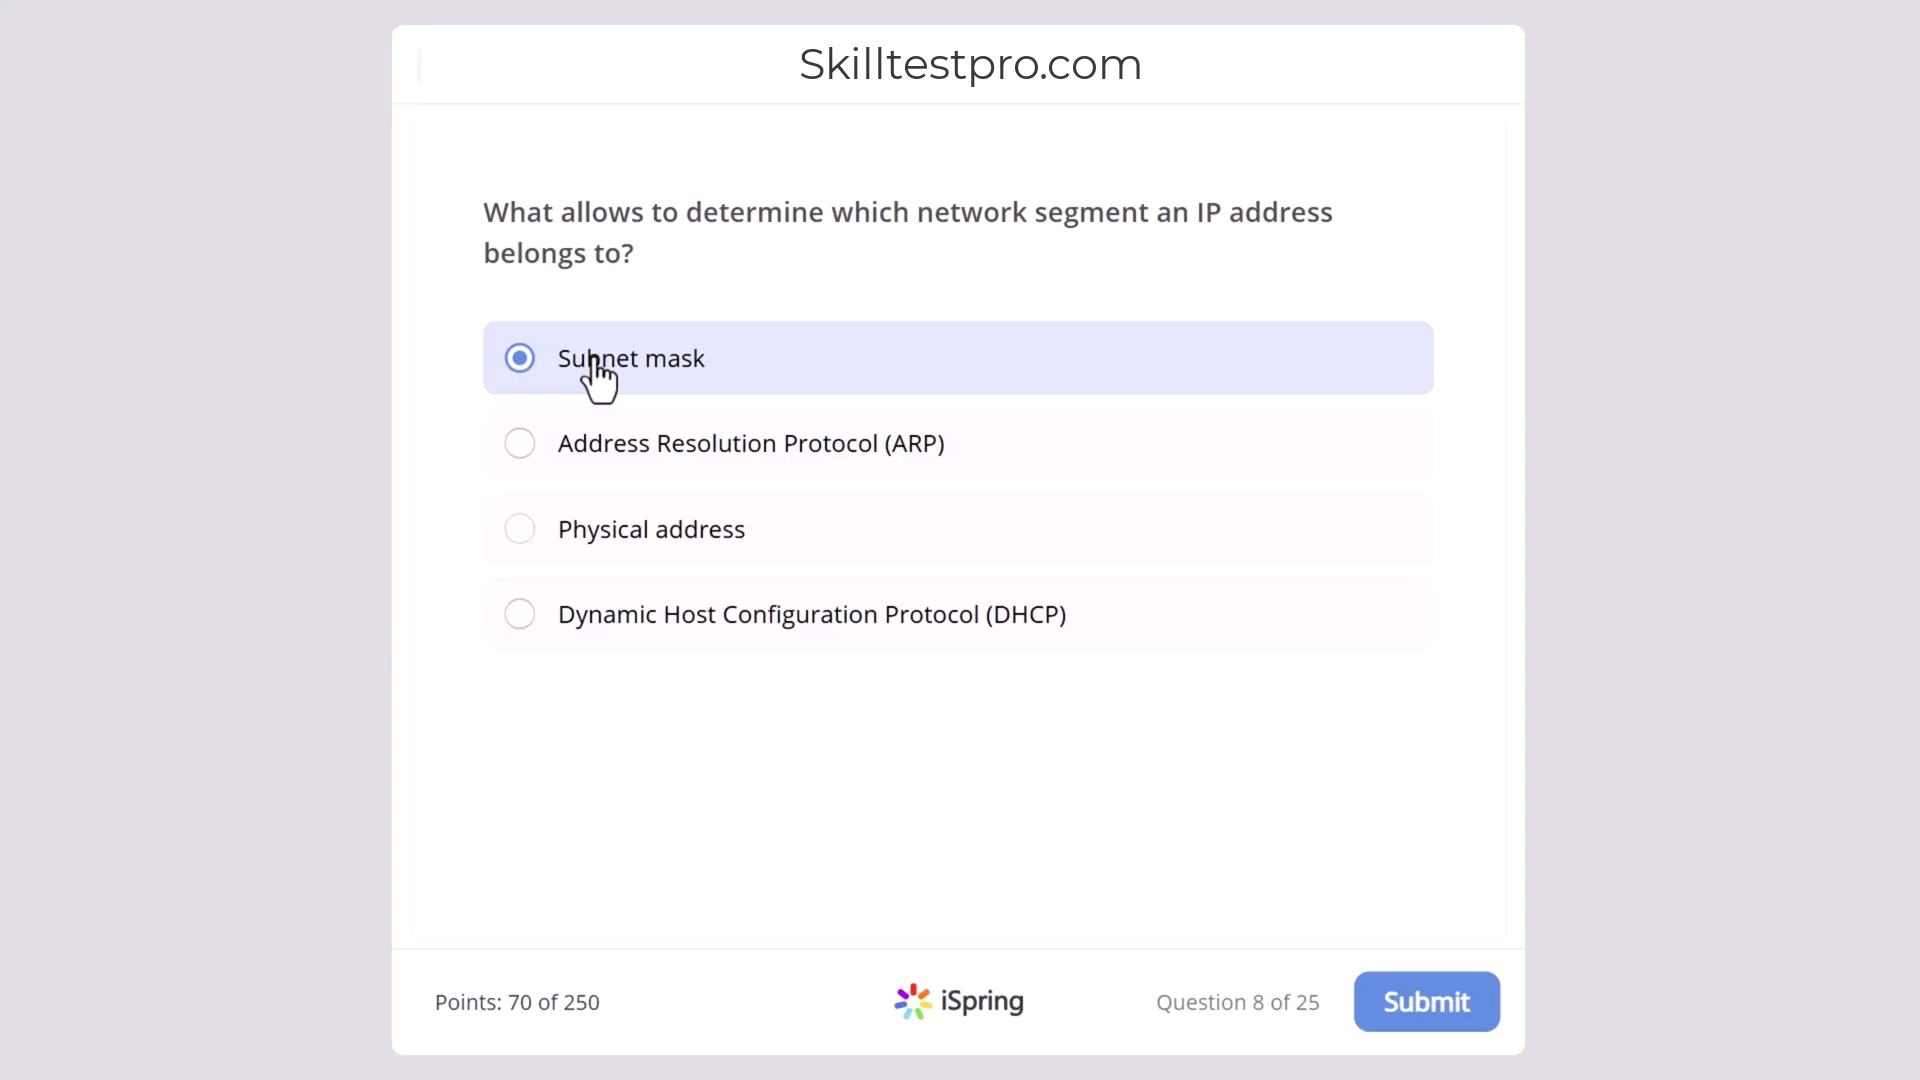 Skilltestpro.com
What allows to determine which network segment an IP address
belongs to?
Subnet mask
Address Resolution Protocol (ARP)
Physical address
Dynamic Host Configuration Protocol (DHCP)
Points: 70 of 250
iSpring
Question 8 of 25
Submit